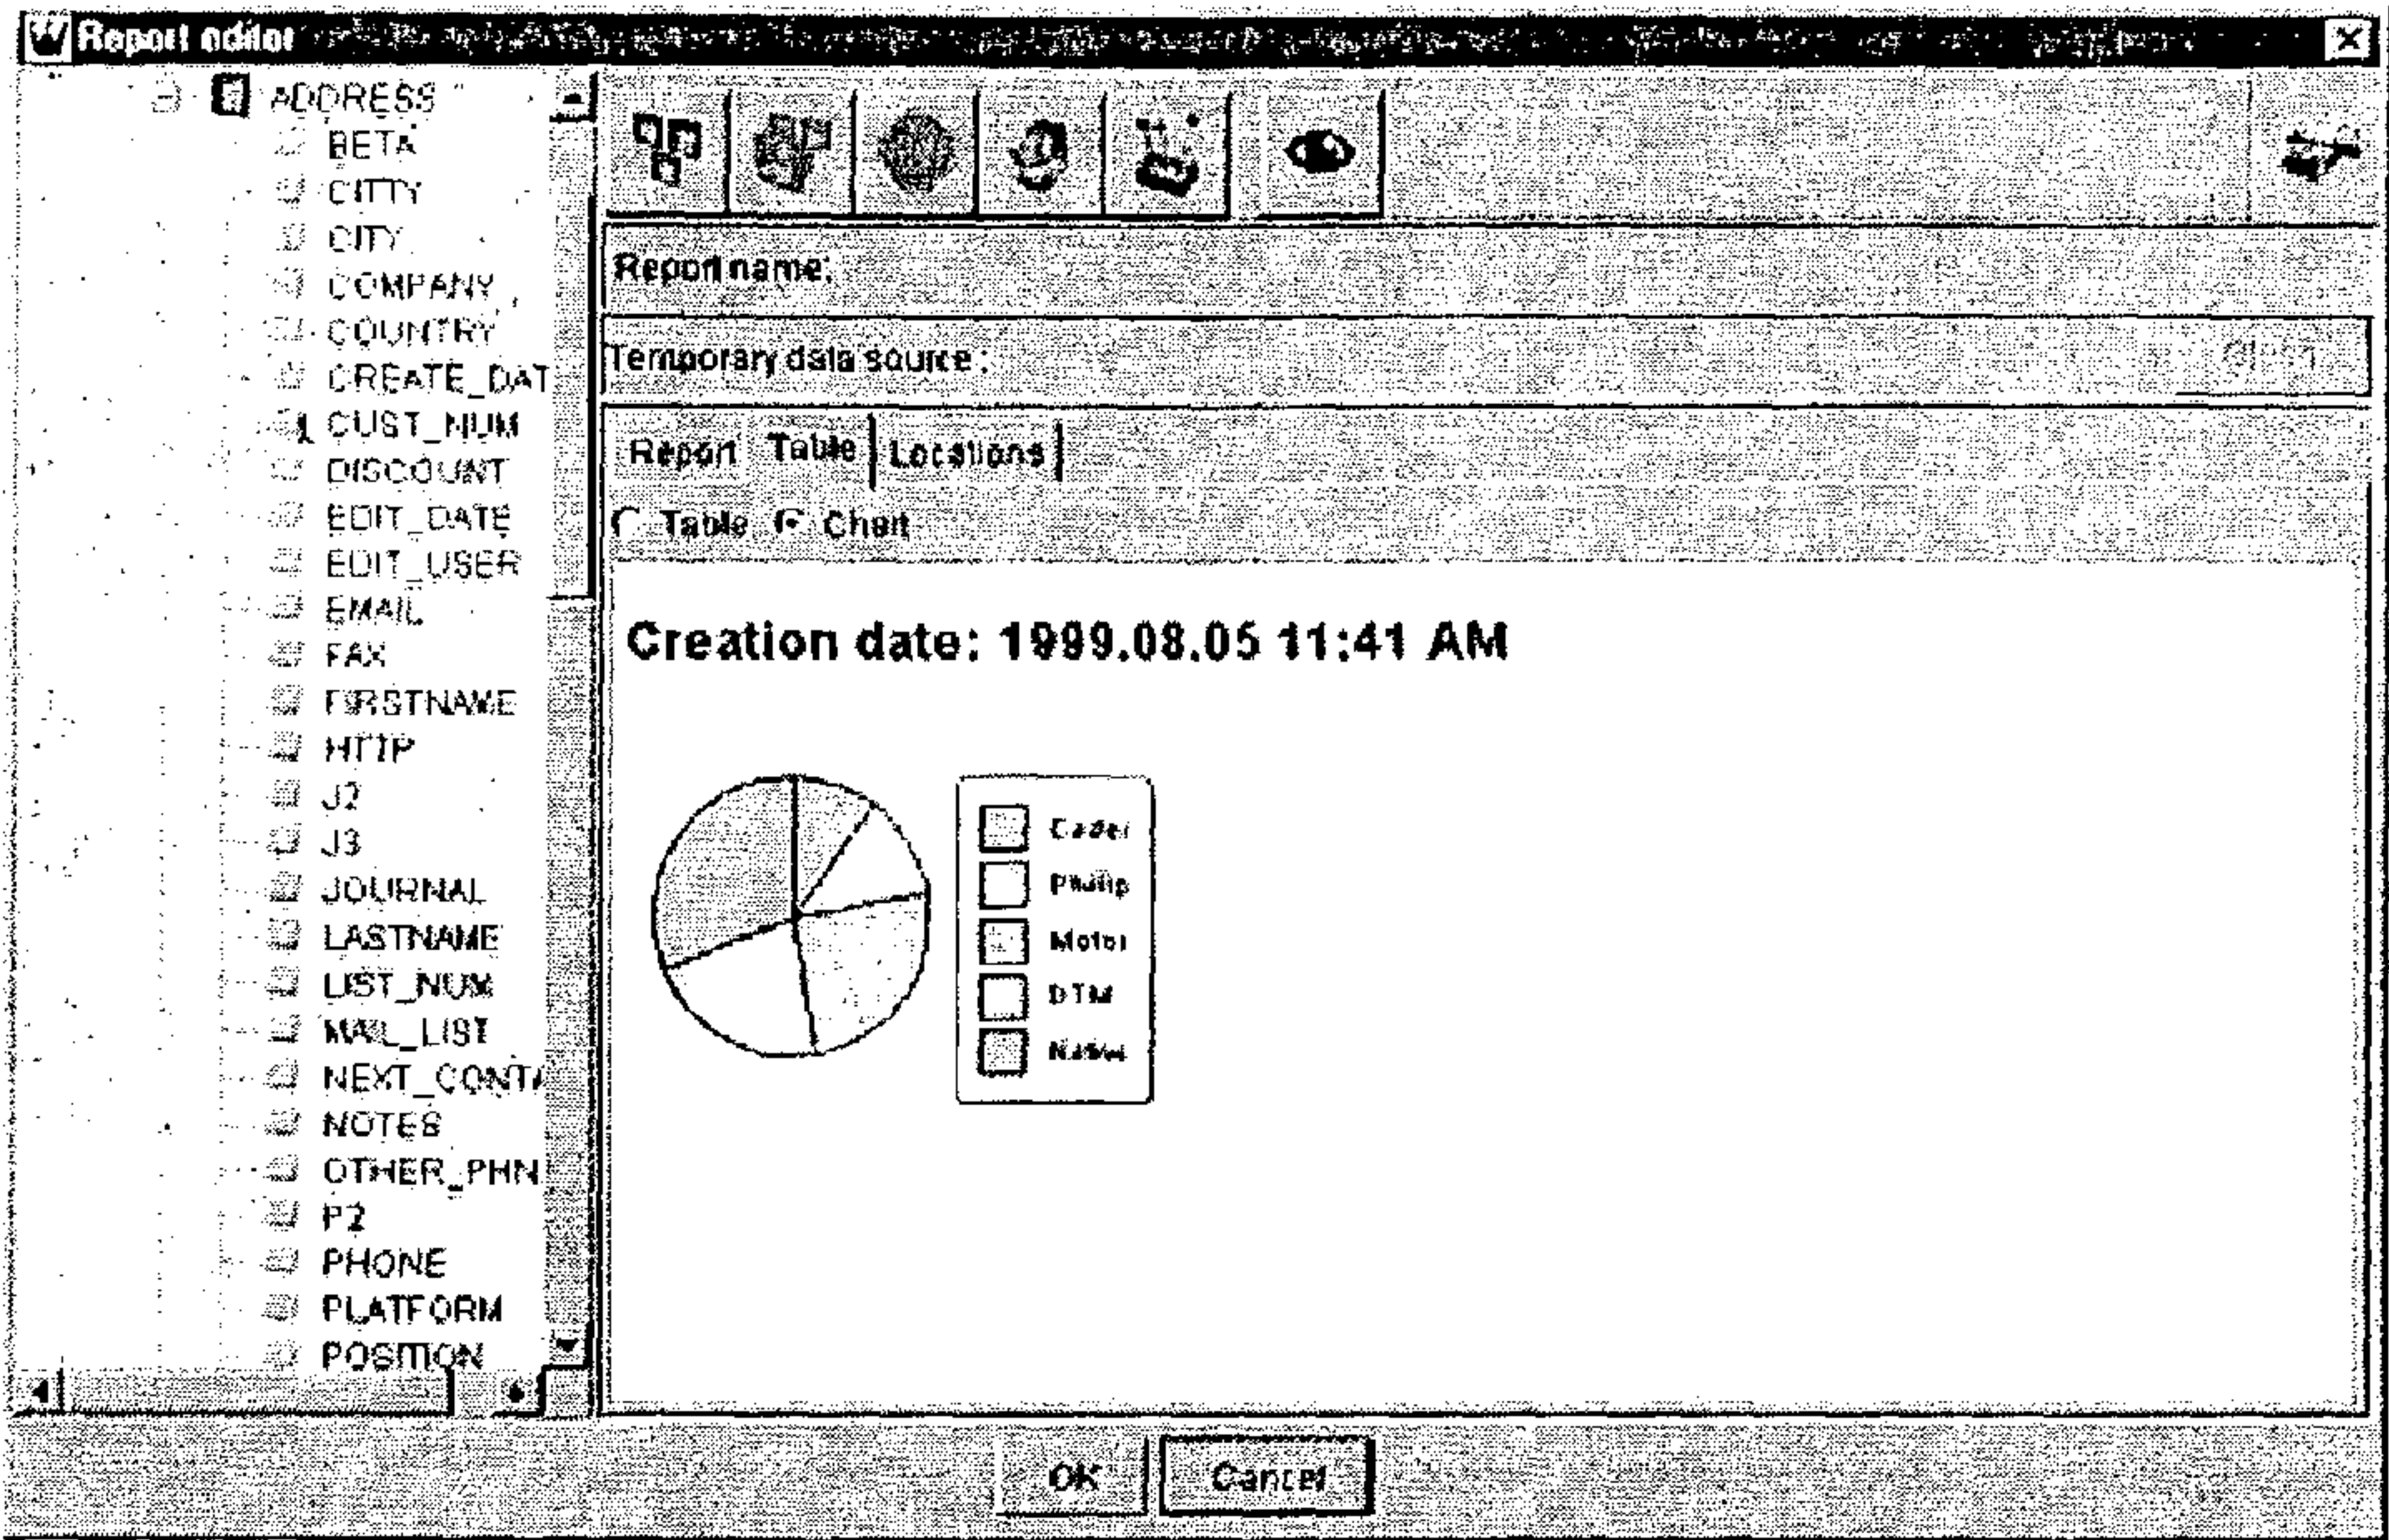 Report editor
ADDRESS
BETA
CITTY
CITY
COMPANY
COUNTRY
CREATE_DAT
CUST_NUM
DISCOUNT
EDIT_DATE
EDIT_USER
EMAIL
FAX
FIRSTNAME
HTTP
J2
J3
JOURNAL
LASTNAME
LIST_NUM
MAIL_LIST
NEXT_CONTA
NOTES
OTHER_PHN
P2
PHONE
PLATFORM
POSITION
Report name:
Temporary data source :
Report Table Locations
Table Chart
Creation date: 1999.08.05 11:41 AM
Philip
Motor
DTM
OK Cancel